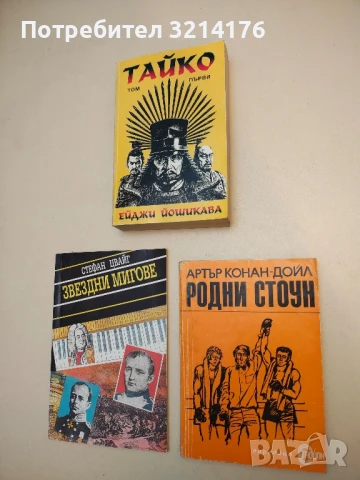 Потребител #3214176
ТАЙКО
ТОМ ПЪРВИ
ЕЙДЖИ ЙОШИКАВА
СТЕФАН ЦВАЙГ
ЗВЕЗДНИ МИГОВЕ
АРТЪР КОНАН-ДОЙЛ
РОДНИ СТОУН
BAZAR